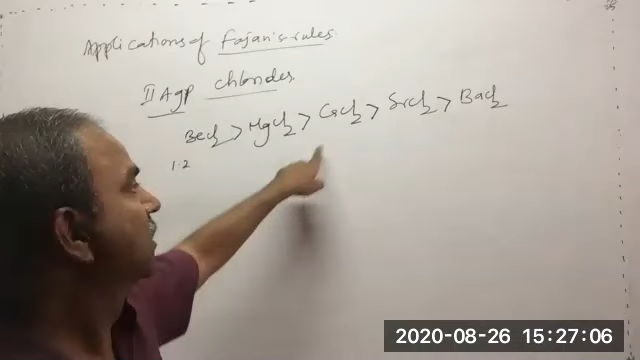 Applications of Fajan's rules.
II A gp chlorides
BeCl2 > MgCl2 > CaCl2 > SrCl2 > BaCl2
1.2
2020-08-26 15:27:06